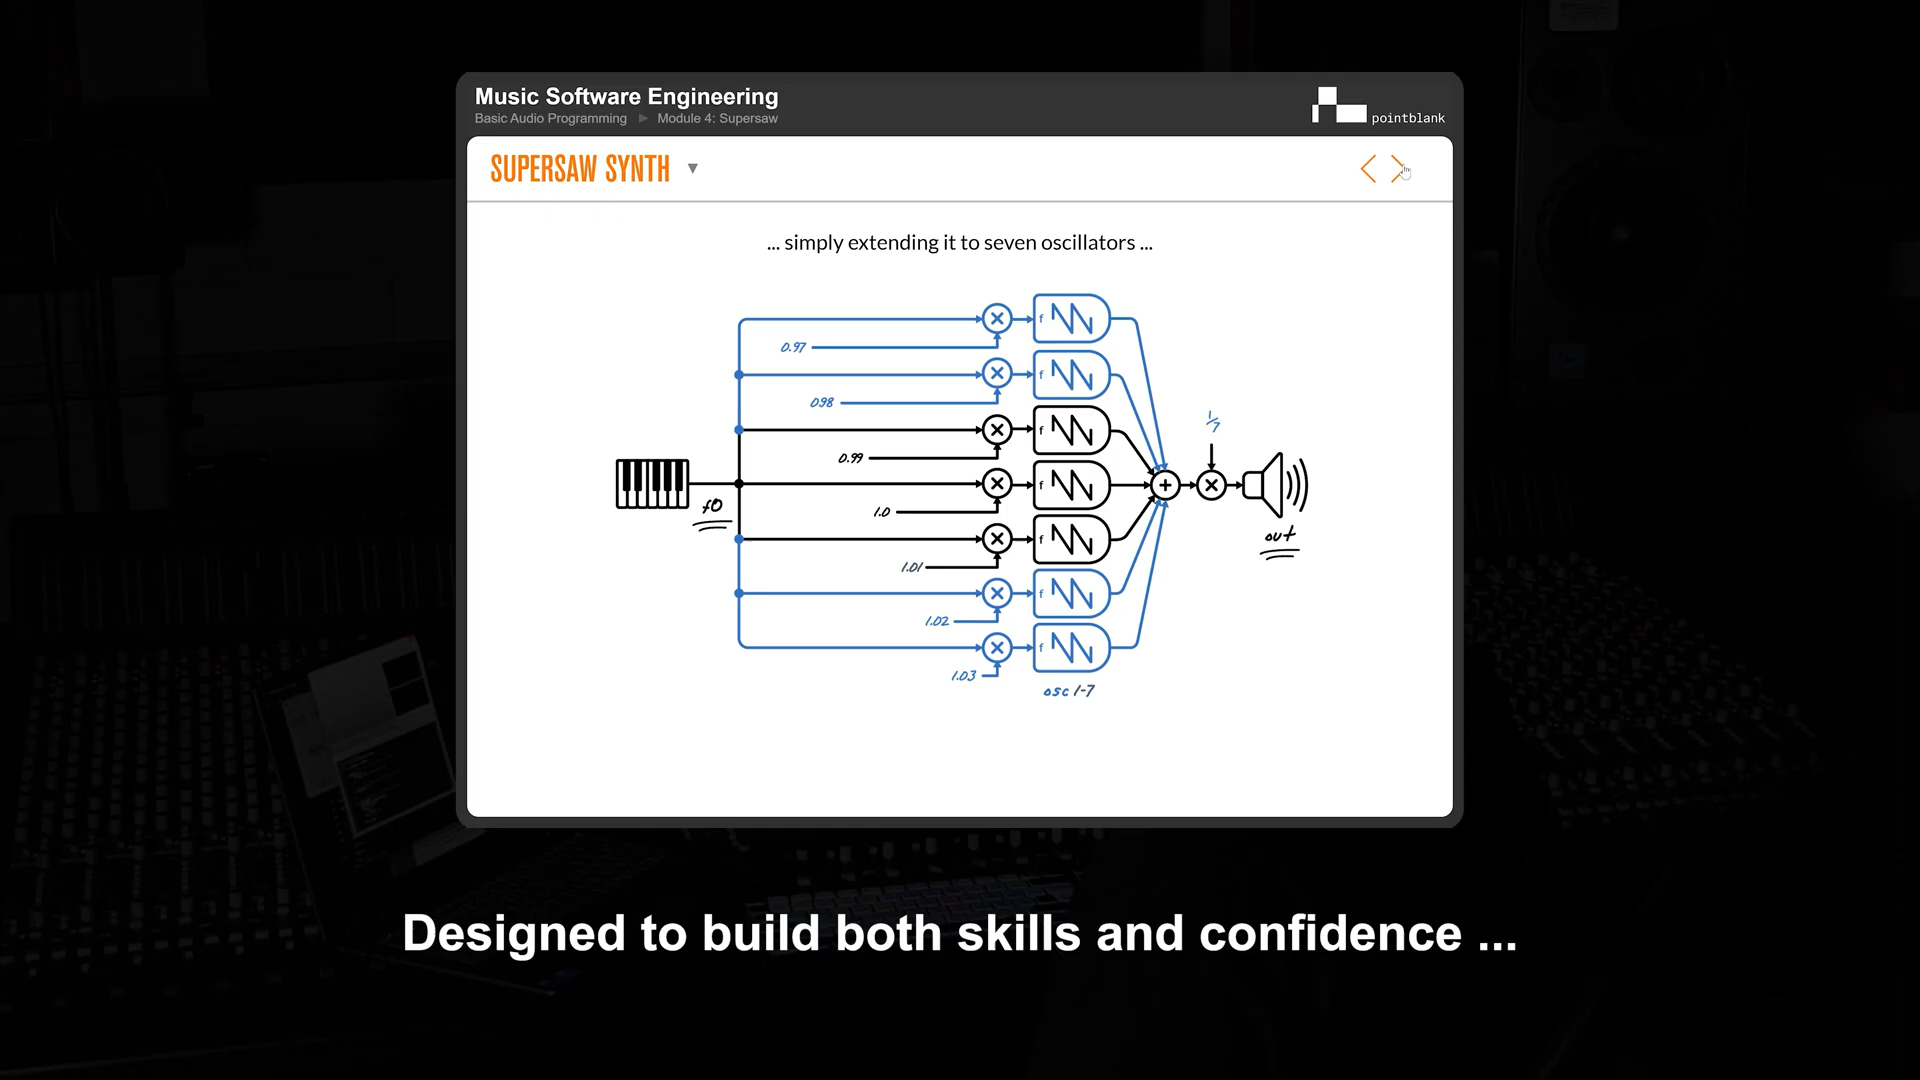 Music Software Engineering
Basic Audio Programming ▶ Module 4: Supersaw
pointblank
SUPERSAW SYNTH ▼
... simply extending it to seven oscillators ...
f
0.97
f
098
f
0.99
f
1.0
f
1.01
f
1.02
f
1.03
f0
1/7
out
osc 1-7
Designed to build both skills and confidence ...